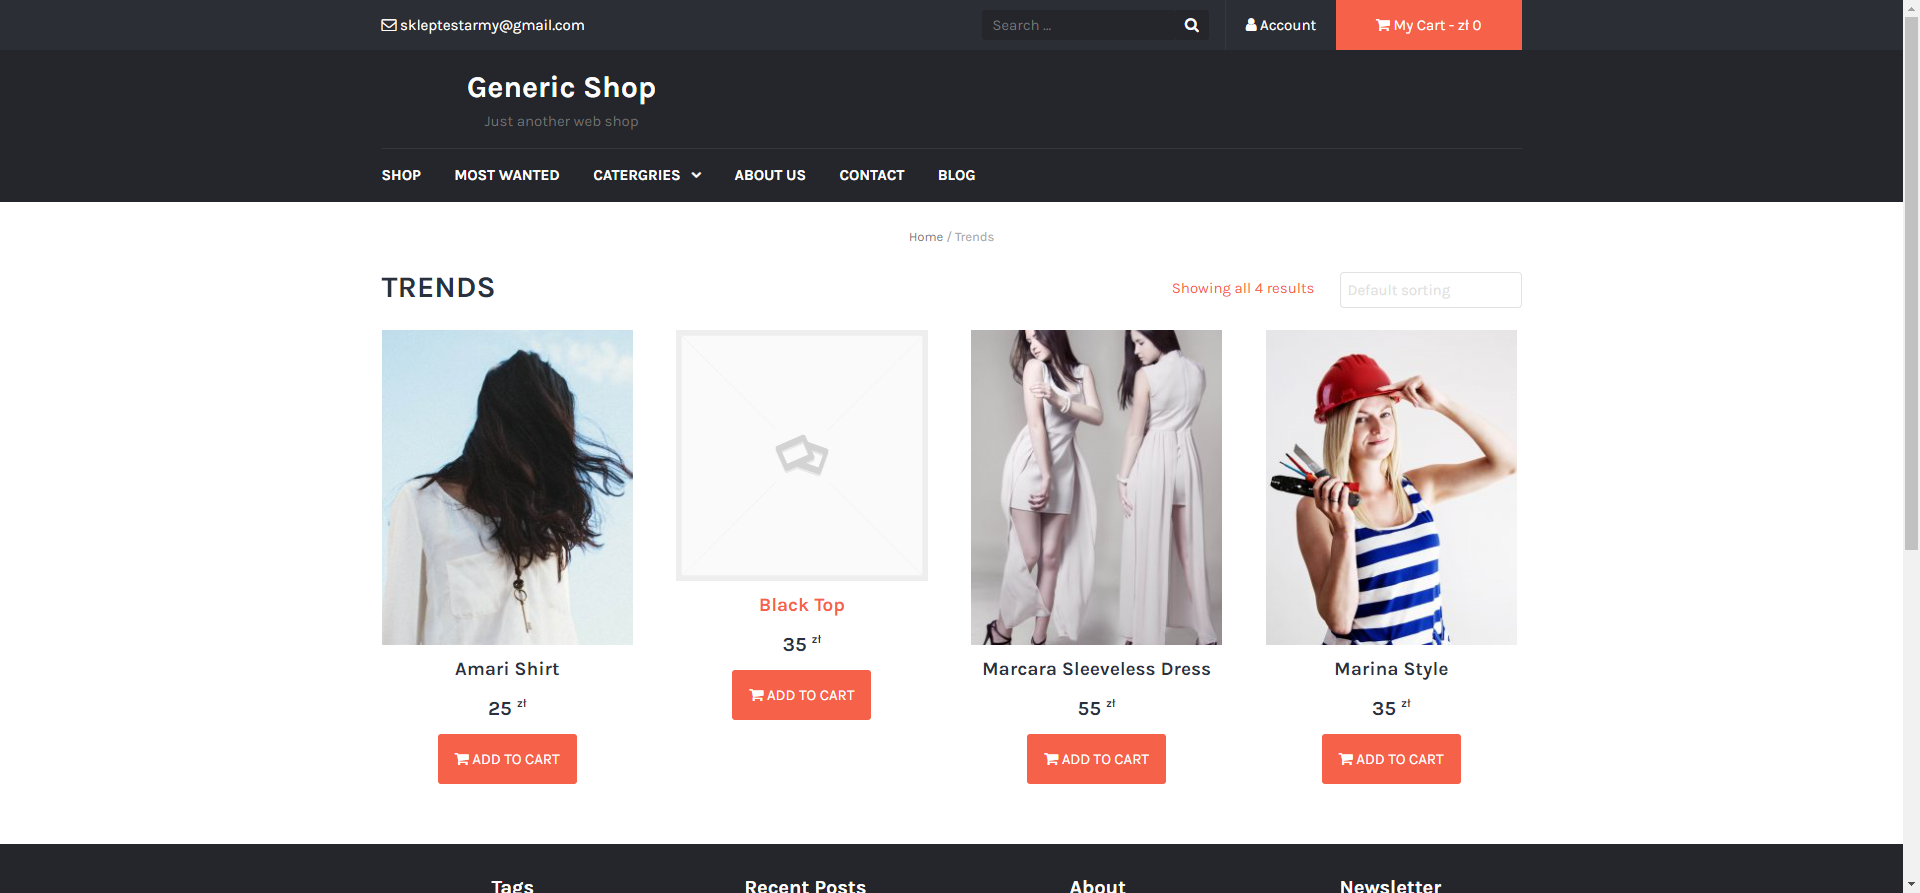 skleptestarmy@gmail.com
Search ...
Account
My Cart - zł 0
Generic Shop
Just another web shop
SHOP
MOST WANTED
CATERGRIES
ABOUT US
CONTACT
BLOG
Home / Trends
TRENDS
Showing all 4 results
Default sorting
Amari Shirt
25 zł
ADD TO CART
Black Top
35 zł
ADD TO CART
Marcara Sleeveless Dress
55 zł
ADD TO CART
Marina Style
35 zł
ADD TO CART
Tags
Recent Posts
About
Newsletter